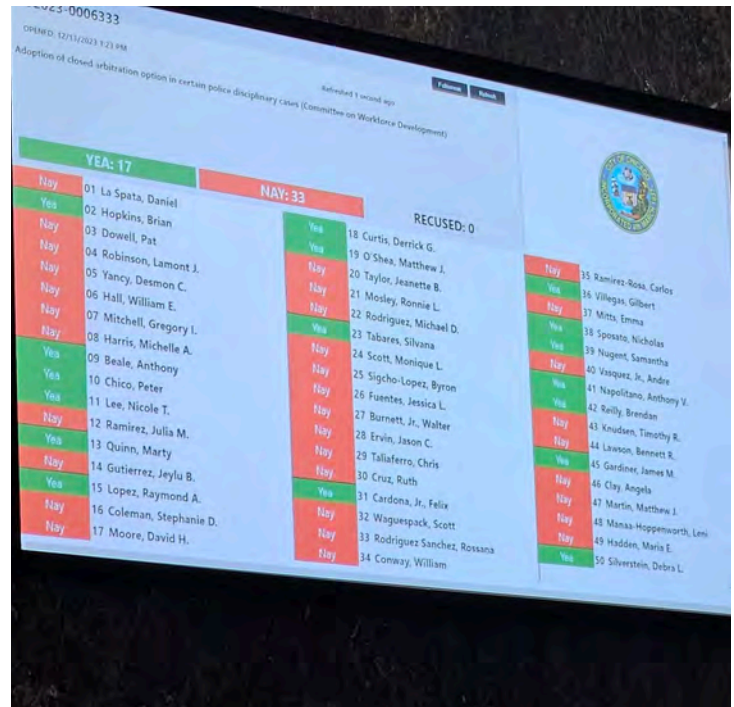 2023-0006333
OPENED: 12/13/2023 1:23 PM
Adoption of closed arbitration option in certain police disciplinary cases (Committee on Workforce Development)
Refreshed 1 second ago
Refresh
YEA: 17
NAY: 33
RECUSED: 0
Nay 01 La Spata, Daniel
Yea 02 Hopkins, Brian
Nay 03 Dowell, Pat
Nay 04 Robinson, Lamont J.
Nay 05 Yancy, Desmon C.
Nay 06 Hall, William E.
Nay 07 Mitchell, Gregory I.
Nay 08 Harris, Michelle A.
Yea 09 Beale, Anthony
Yea 10 Chico, Peter
Yea 11 Lee, Nicole T.
Nay 12 Ramirez, Julia M.
Yea 13 Quinn, Marty
Nay 14 Gutierrez, Jeylu B.
Yea 15 Lopez, Raymond A.
Nay 16 Coleman, Stephanie D.
Nay 17 Moore, David H.
Yea 18 Curtis, Derrick G.
Yea 19 O'Shea, Matthew J.
Nay 20 Taylor, Jeanette B.
Nay 21 Mosley, Ronnie L.
Nay 22 Rodriguez, Michael D.
Yea 23 Tabares, Silvana
Nay 24 Scott, Monique L.
Nay 25 Sigcho-Lopez, Byron
Nay 26 Fuentes, Jessica L.
Nay 27 Burnett, Jr., Walter
Nay 28 Ervin, Jason C.
Nay 29 Taliaferro, Chris
Nay 30 Cruz, Ruth
Yea 31 Cardona, Jr., Felix
Nay 32 Waguespack, Scott
Nay 33 Rodriguez Sanchez, Rossana
Nay 34 Conway, William
CITY OF CHICAGO
Nay 35 Ramirez-Rosa, Carlos
Yea 36 Villegas, Gilbert
Nay 37 Mitts, Emma
Yea 38 Sposato, Nicholas
Yea 39 Nugent, Samantha
Nay 40 Vasquez, Jr., Andre
Yea 41 Napolitano, Anthony V.
Yea 42 Reilly, Brendan
Nay 43 Knudsen, Timothy R.
Nay 44 Lawson, Bennett R.
Yea 45 Gardiner, James M.
Nay 46 Clay, Angela
Nay 47 Martin, Matthew J.
Nay 48 Manaa-Hoppenworth, Leni
Nay 49 Hadden, Maria E.
Yea 50 Silverstein, Debra L.